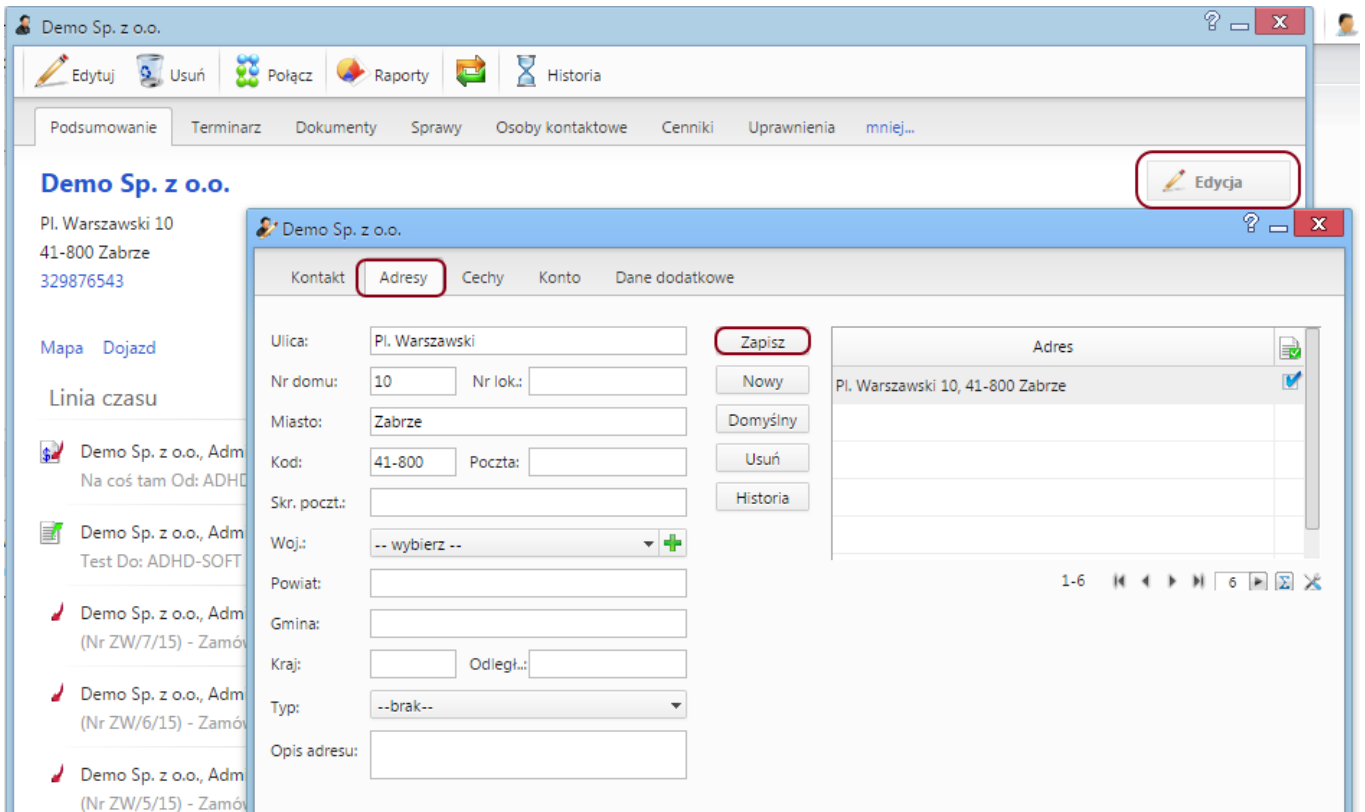 Demo Sp. z o.o.
Edytuj Usuń Połącz Raporty Historia
Podsumowanie Terminarz Dokumenty Sprawy Osoby kontaktowe Cenniki Uprawnienia mniej...
Demo Sp. z o.o.
Edycja
Pl. Warszawski 10
41-800 Zabrze
329876543
Mapa Dojazd
Linia czasu
Demo Sp. z o.o., Adm
Na coś tam Od: ADHD
Demo Sp. z o.o., Adm
Test Do: ADHD-SOFT
Demo Sp. z o.o., Adm
(Nr ZW/7/15) - Zamów
Demo Sp. z o.o., Adm
(Nr ZW/6/15) - Zamów
Demo Sp. z o.o., Adm
(Nr ZW/5/15) - Zamów
Demo Sp. z o.o.
Kontakt Adresy Cechy Konto Dane dodatkowe
Ulica: Pl. Warszawski
Nr domu: 10 Nr lok.:
Miasto: Zabrze
Kod: 41-800 Poczta:
Skr. poczt.:
Woj.: -- wybierz --
Powiat:
Gmina:
Kraj: Odległ..:
Typ: --brak--
Opis adresu:
Zapisz
Nowy
Domyślny
Usuń
Historia
Adres
Pl. Warszawski 10, 41-800 Zabrze
1-6 6